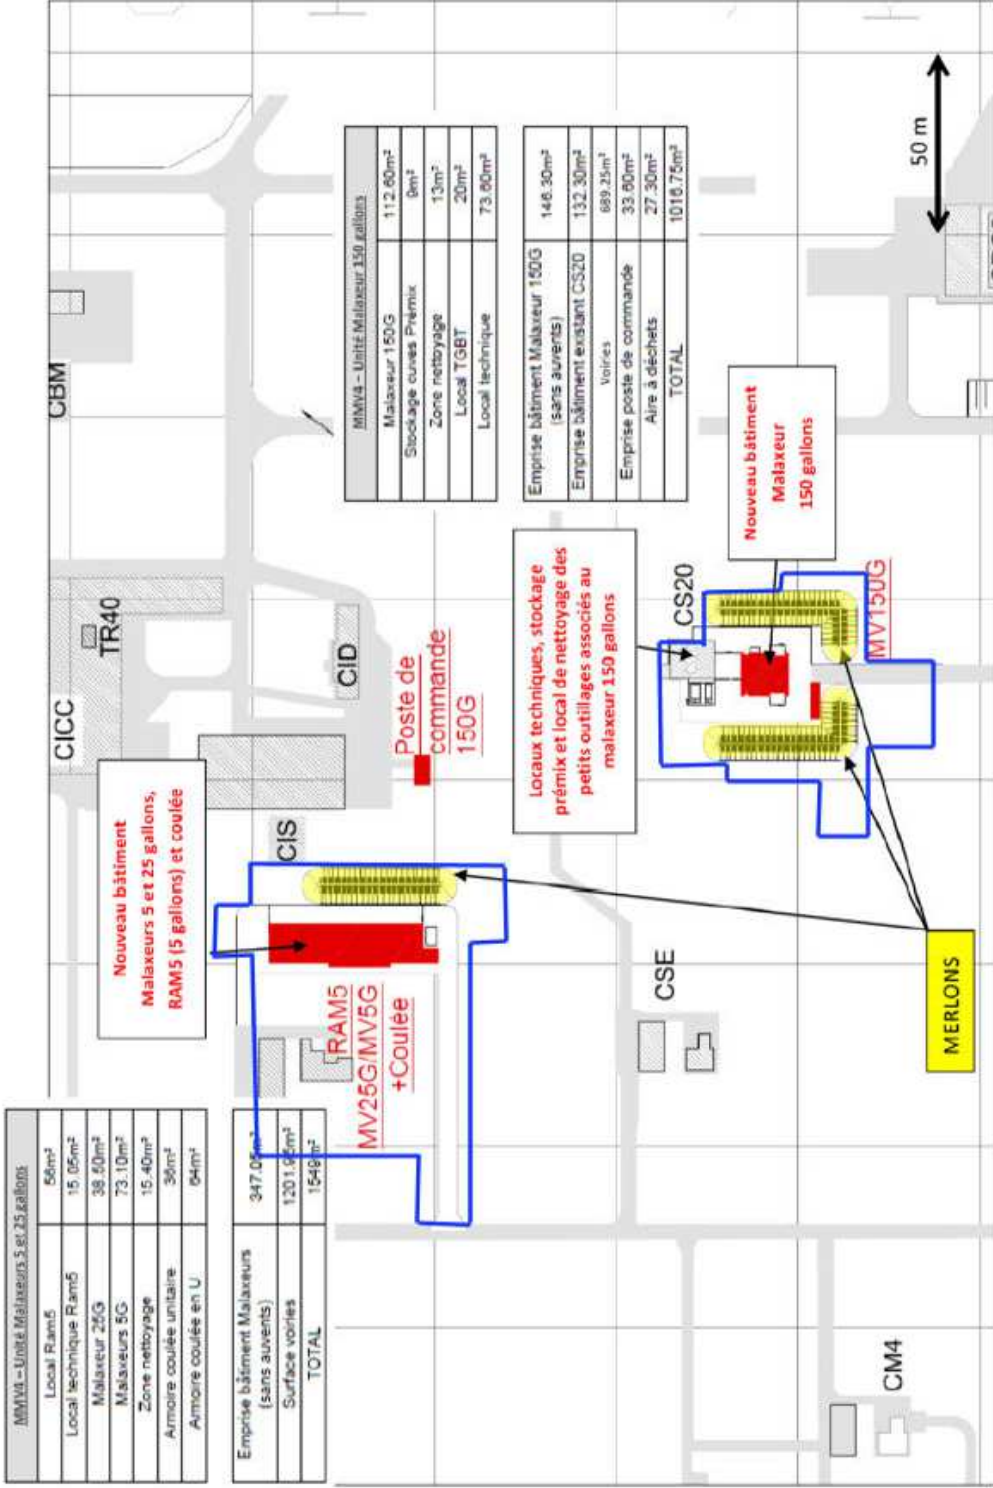 MMV4 – Unité Malaxeurs 5 et 25 gallons
Local Ram5 56m²
Local technique Ram5 15.05m²
Malaxeur 25G 38.50m²
Malaxeurs 5G 73.10m²
Zone nettoyage 15.40m²
Armoire coulée unitaire 36m²
Armoire coulée en U 64m²
Emprise bâtiment Malaxeurs
(sans auvents) 347.05m²
Surface voiries 1201.95m²
TOTAL 1549m²
Nouveau bâtiment
Malaxeurs 5 et 25 gallons,
RAM5 (5 gallons) et coulée
CICC
TR40
CBM
CIS
CID
RAM5
MV25G/MV5G
+Coulée
Poste de
commande
150G
MMV4 – Unité Malaxeur 150 gallons
Malaxeur 150G 112.60m²
Stockage cuves Prémix 9m²
Zone nettoyage 13m²
Local TGBT 20m²
Local technique 73.60m²
Emprise bâtiment Malaxeur 150G
(sans auvents) 146.30m²
Emprise bâtiment existant CS20 132.30m²
Voiries 689.25m²
Emprise poste de commande 33.60m²
Aire à déchets 27.30m²
TOTAL 1016.75m²
Locaux techniques, stockage
prémix et local de nettoyage des
petits outillages associés au
malaxeur 150 gallons
Nouveau bâtiment
Malaxeur
150 gallons
CS20
MV150G
CSE
MERLONS
CM4
50 m